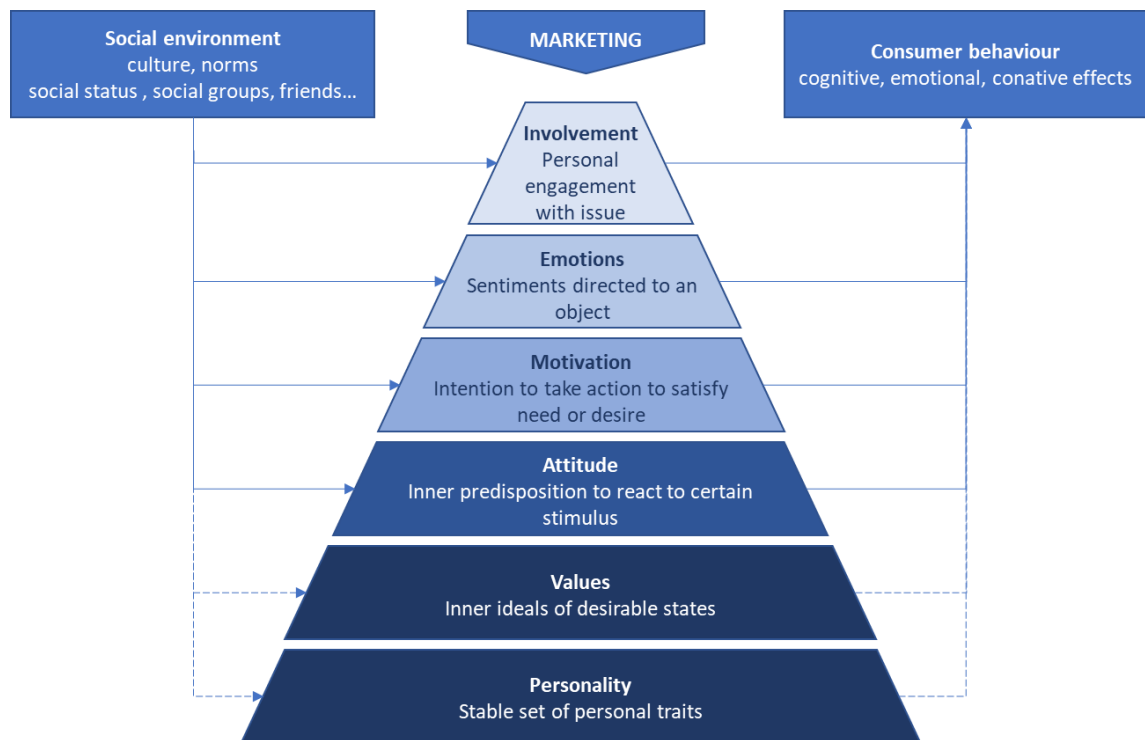 Social environment
culture, norms
social status , social groups, friends...
MARKETING
Consumer behaviour
cognitive, emotional, conative effects
Involvement
Personal
engagement
with issue
Emotions
Sentiments directed to an
object
Motivation
Intention to take action to satisfy
need or desire
Attitude
Inner predisposition to react to certain
stimulus
Values
Inner ideals of desirable states
Personality
Stable set of personal traits